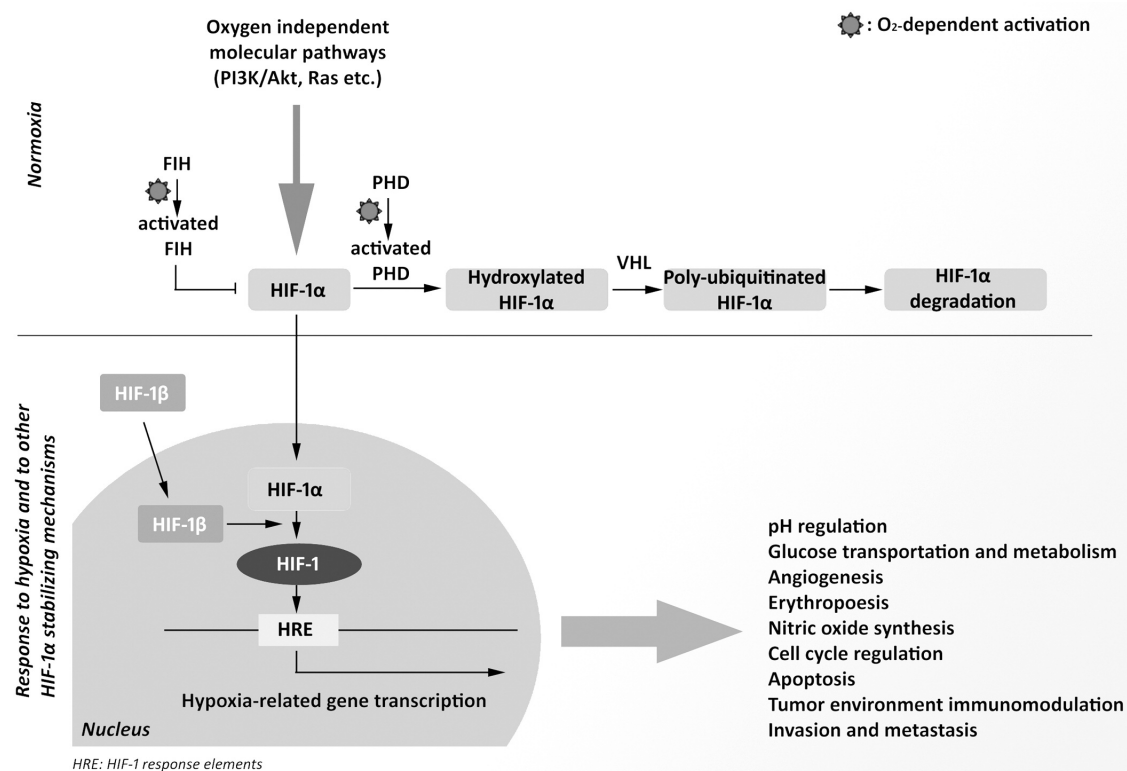 Oxygen independent
molecular pathways
(PI3K/Akt, Ras etc.)
: O₂-dependent activation
Normoxia
FIH
activated
FIH
PHD
activated
PHD
HIF-1α
Hydroxylated
HIF-1α
VHL
Poly-ubiquitinated
HIF-1α
HIF-1α
degradation
Response to hypoxia and to other
HIF-1α stabilizing mechanisms
HIF-1β
HIF-1α
HIF-1β
HIF-1
HRE
Hypoxia-related gene transcription
Nucleus
pH regulation
Glucose transportation and metabolism
Angiogenesis
Erythropoesis
Nitric oxide synthesis
Cell cycle regulation
Apoptosis
Tumor environment immunomodulation
Invasion and metastasis
HRE: HIF-1 response elements